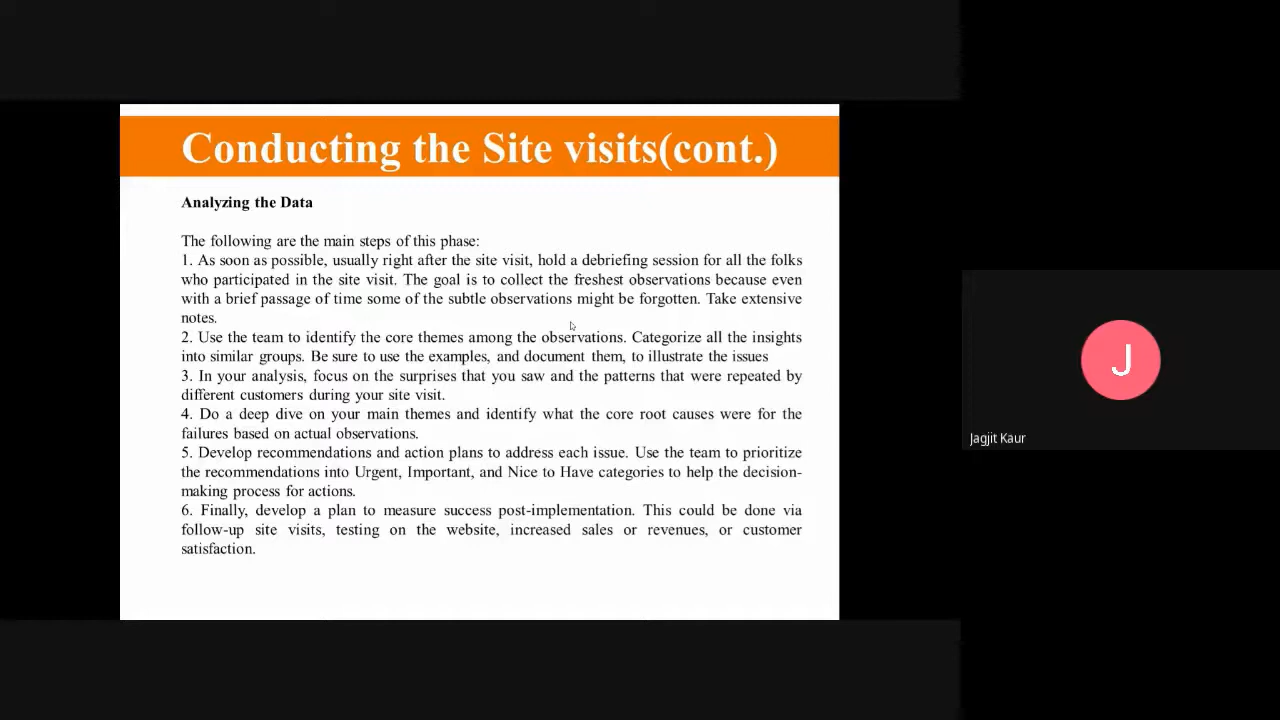 Conducting the Site visits(cont.)
Analyzing the Data
The following are the main steps of this phase:
1. As soon as possible, usually right after the site visit, hold a debriefing session for all the folks
who participated in the site visit. The goal is to collect the freshest observations because even
with a brief passage of time some of the subtle observations might be forgotten. Take extensive
notes.
2. Use the team to identify the core themes among the observations. Categorize all the insights
into similar groups. Be sure to use the examples, and document them, to illustrate the issues
3. In your analysis, focus on the surprises that you saw and the patterns that were repeated by
different customers during your site visit.
4. Do a deep dive on your main themes and identify what the core root causes were for the
failures based on actual observations.
5. Develop recommendations and action plans to address each issue. Use the team to prioritize
the recommendations into Urgent, Important, and Nice to Have categories to help the decision-
making process for actions.
6. Finally, develop a plan to measure success post-implementation. This could be done via
follow-up site visits, testing on the website, increased sales or revenues, or customer
satisfaction.
J
Jagjit Kaur